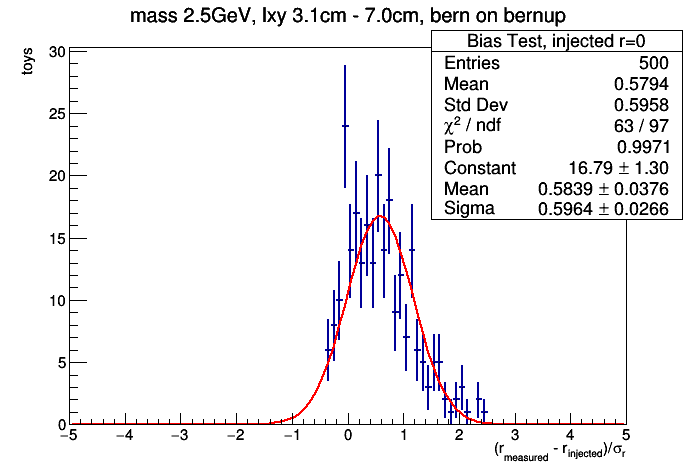 mass 2.5GeV, lxy 3.1cm - 7.0cm, bern on bernup
Bias Test, injected r=0
Entries 500
Mean 0.5794
Std Dev 0.5958
χ² / ndf 63 / 97
Prob 0.9971
Constant 16.79 ± 1.30
Mean 0.5839 ± 0.0376
Sigma 0.5964 ± 0.0266
toys
30
25
20
15
10
5
0
−5 −4 −3 −2 −1 0 1 2 3 4 5
(r_measured - r_injected)/σ_r